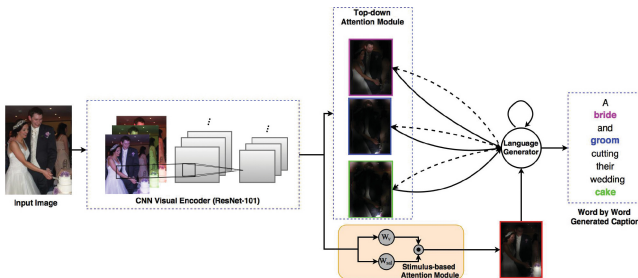 Top-down
Attention Module
Input Image
CNN Visual Encoder (ResNet-101)
Language
Generator
A
bride
and
groom
cutting
their
wedding
cake
Word by Word
Generated Caption
Stimulus-based
Attention Module